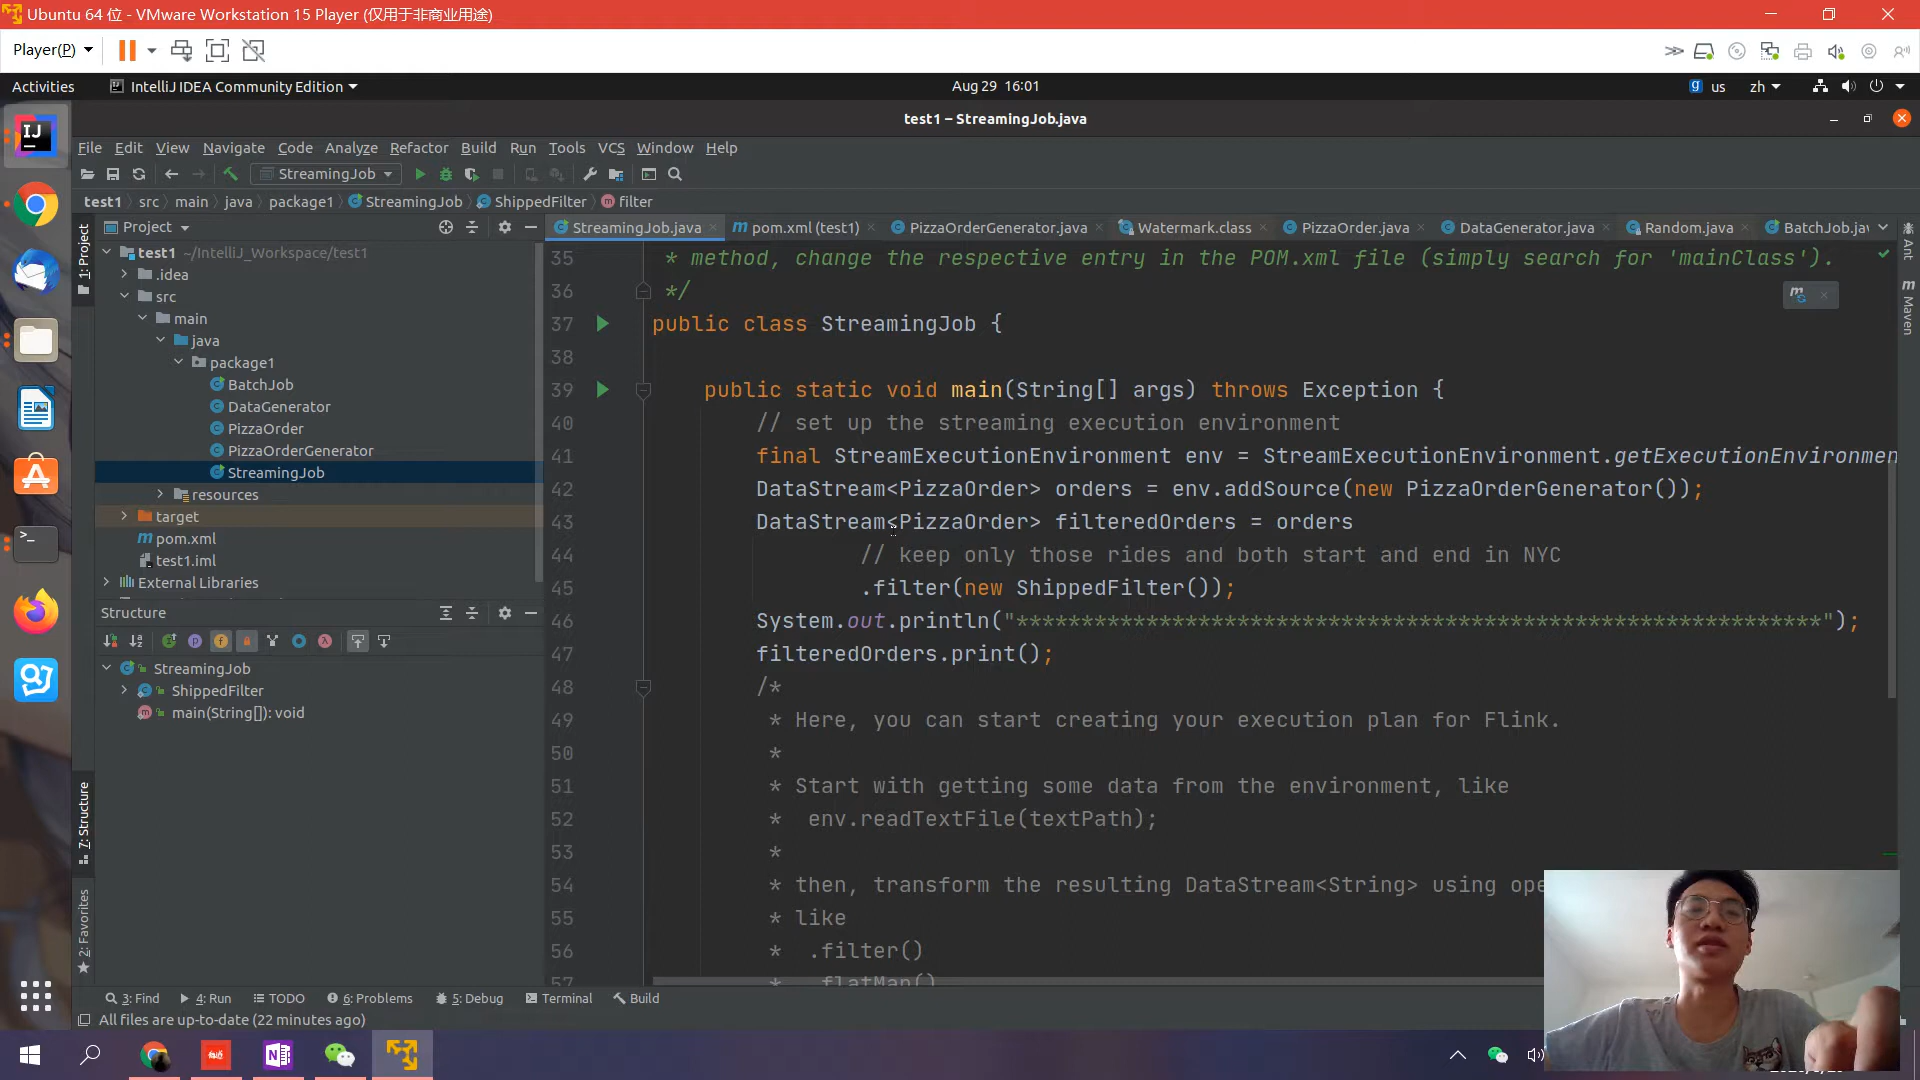 Ubuntu 64 位 - VMware Workstation 15 Player (仅用于非商业用途)
Player(P)
Activities
IntelliJ IDEA Community Edition
Aug 29 16:01
us
zh
test1 – StreamingJob.java
File Edit View Navigate Code Analyze Refactor Build Run Tools VCS Window Help
StreamingJob
test1 src main java package1 StreamingJob ShippedFilter filter
Project
StreamingJob.java pom.xml (test1) PizzaOrderGenerator.java Watermark.class PizzaOrder.java DataGenerator.java Random.java BatchJob.jav
1: Project
7: Structure
2: Favorites
Ant
Maven
test1 ~/IntelliJ_Workspace/test1
.idea
src
main
java
package1
BatchJob
DataGenerator
PizzaOrder
PizzaOrderGenerator
StreamingJob
resources
target
pom.xml
test1.iml
External Libraries
Structure
StreamingJob
ShippedFilter
main(String[]): void
35 * method, change the respective entry in the POM.xml file (simply search for 'mainClass').
36 */
37 public class StreamingJob {
38
39 public static void main(String[] args) throws Exception {
40 // set up the streaming execution environment
41 final StreamExecutionEnvironment env = StreamExecutionEnvironment.getExecutionEnvironmen
42 DataStream<PizzaOrder> orders = env.addSource(new PizzaOrderGenerator());
43 DataStream<PizzaOrder> filteredOrders = orders
44 // keep only those rides and both start and end in NYC
45 .filter(new ShippedFilter());
46 System.out.println("**************************************************************");
47 filteredOrders.print();
48 /*
49 * Here, you can start creating your execution plan for Flink.
50 *
51 * Start with getting some data from the environment, like
52 * env.readTextFile(textPath);
53 *
54 * then, transform the resulting DataStream<String> using ope
55 * like
56 * .filter()
57 * .flatMap()
3: Find 4: Run TODO 6: Problems 5: Debug Terminal Build
All files are up-to-date (22 minutes ago)